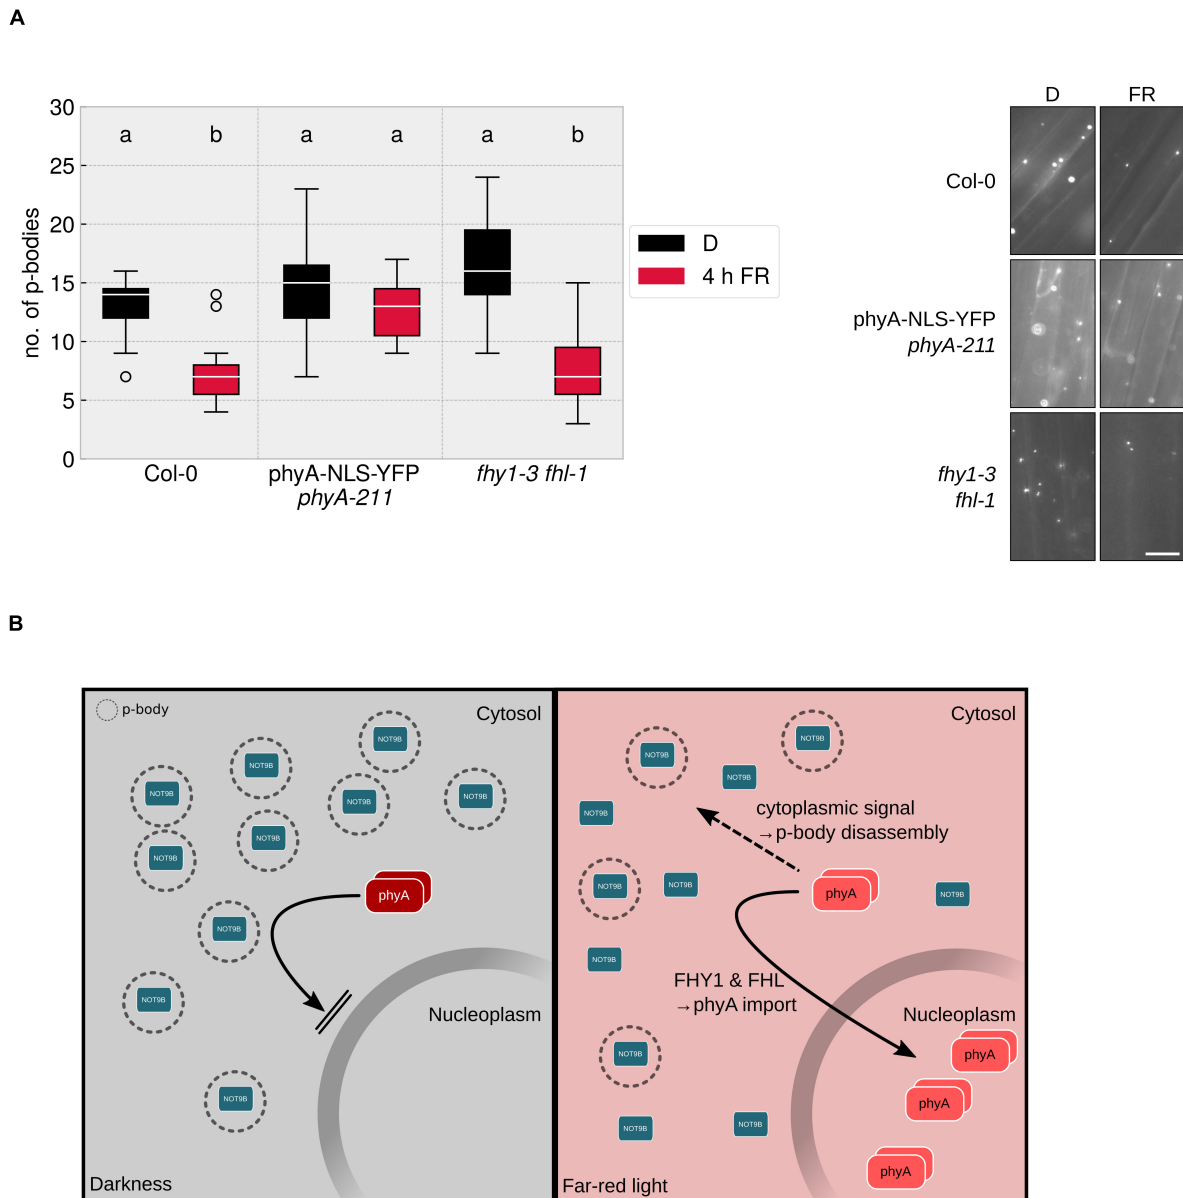 A
30
25
20
15
10
5
0
no. of p-bodies
a
b
a
a
a
b
D
4 h FR
Col-0
phyA-NLS-YFP
phyA-211
fhy1-3 fhl-1
D
FR
Col-0
phyA-NLS-YFP
phyA-211
fhy1-3
fhl-1
B
p-body
Cytosol
NOT9B
NOT9B
NOT9B
NOT9B
NOT9B
NOT9B
NOT9B
phyA
NOT9B
NOT9B
Nucleoplasm
NOT9B
Darkness
Cytosol
NOT9B
NOT9B
NOT9B
NOT9B
cytoplasmic signal
→p-body disassembly
NOT9B
NOT9B
phyA
NOT9B
NOT9B
FHY1 & FHL
→phyA import
Nucleoplasm
NOT9B
phyA
phyA
NOT9B
NOT9B
phyA
Far-red light